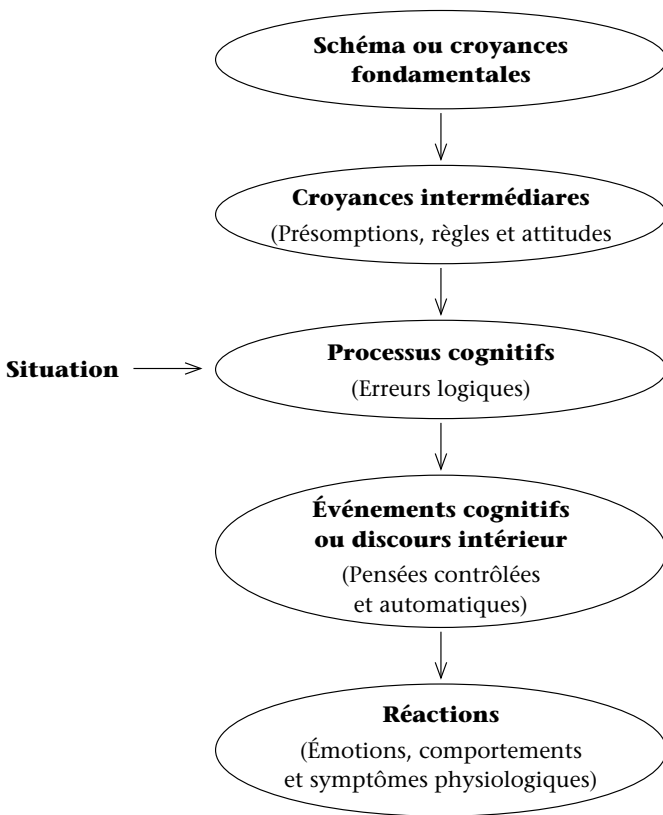 Schéma ou croyances
fondamentales
Croyances intermédiares
(Présomptions, règles et attitudes
Situation
Processus cognitifs
(Erreurs logiques)
Événements cognitifs
ou discours intérieur
(Pensées contrôlées
et automatiques)
Réactions
(Émotions, comportements
et symptômes physiologiques)